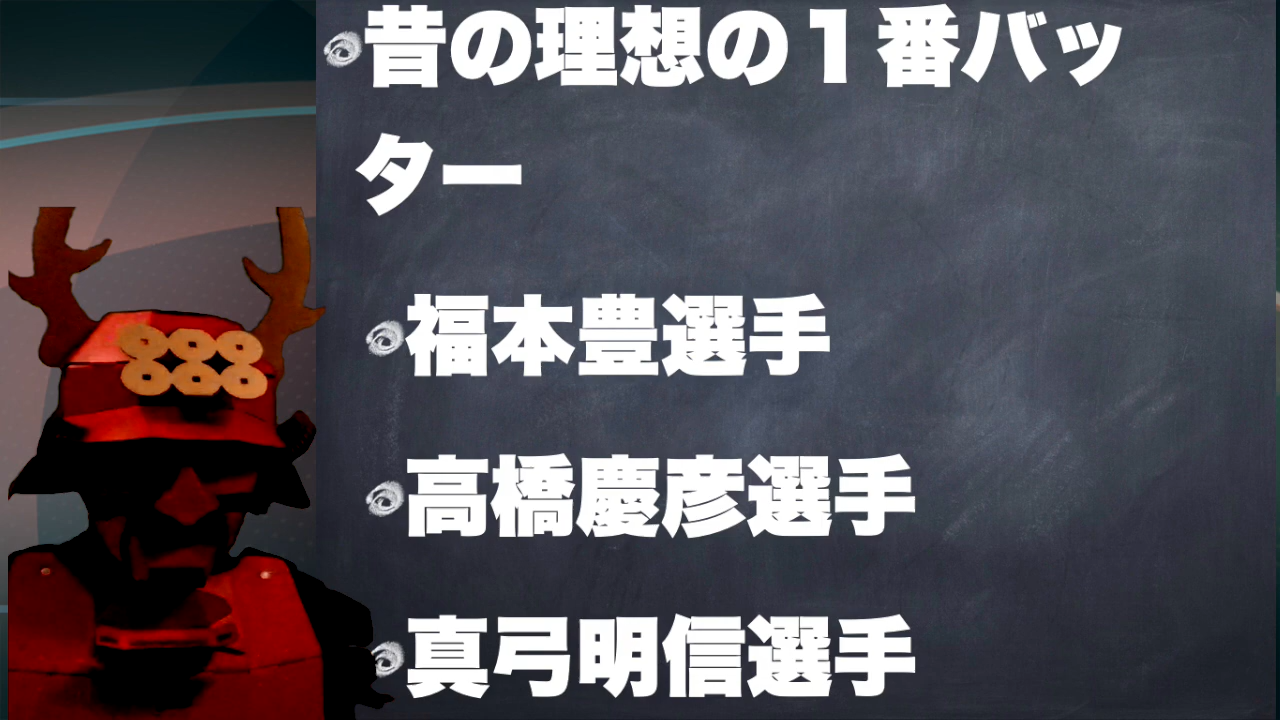 昔の理想の１番バッ
ター
福本豊選手
高橋慶彦選手
真弓明信選手